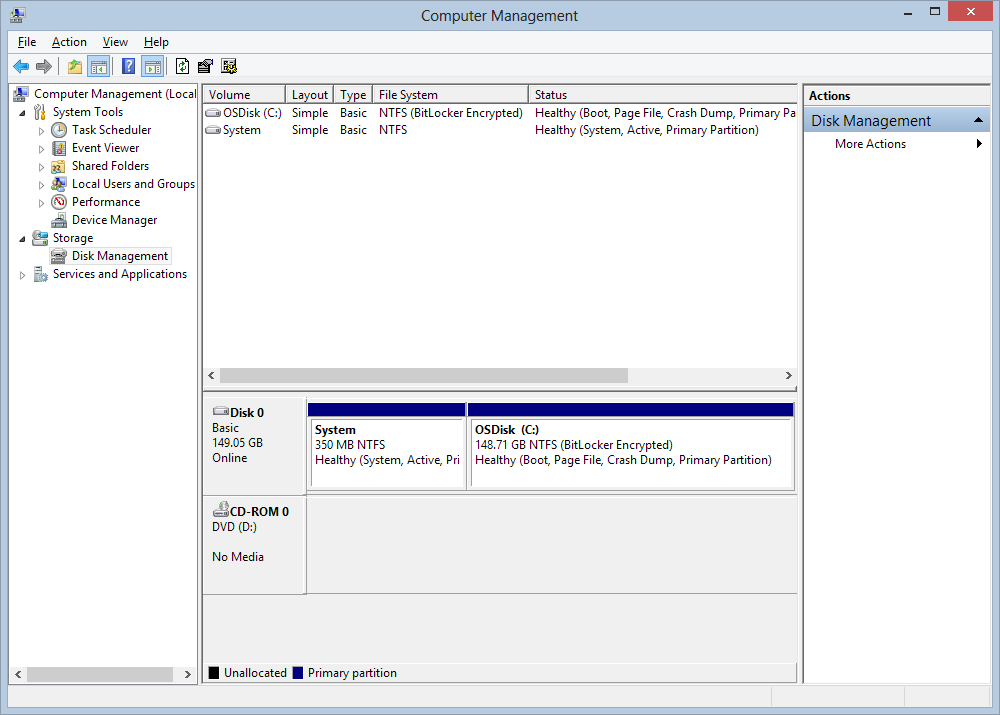 Computer Management
File Action View Help
Computer Management (Local
System Tools
Task Scheduler
Event Viewer
Shared Folders
Local Users and Groups
Performance
Device Manager
Storage
Disk Management
Services and Applications
Volume Layout Type File System Status
OSDisk (C:) Simple Basic NTFS (BitLocker Encrypted) Healthy (Boot, Page File, Crash Dump, Primary Pa
System Simple Basic NTFS Healthy (System, Active, Primary Partition)
Disk 0
Basic
149.05 GB
Online
System
350 MB NTFS
Healthy (System, Active, Pri
OSDisk (C:)
148.71 GB NTFS (BitLocker Encrypted)
Healthy (Boot, Page File, Crash Dump, Primary Partition)
CD-ROM 0
DVD (D:)
No Media
Unallocated Primary partition
Actions
Disk Management
More Actions